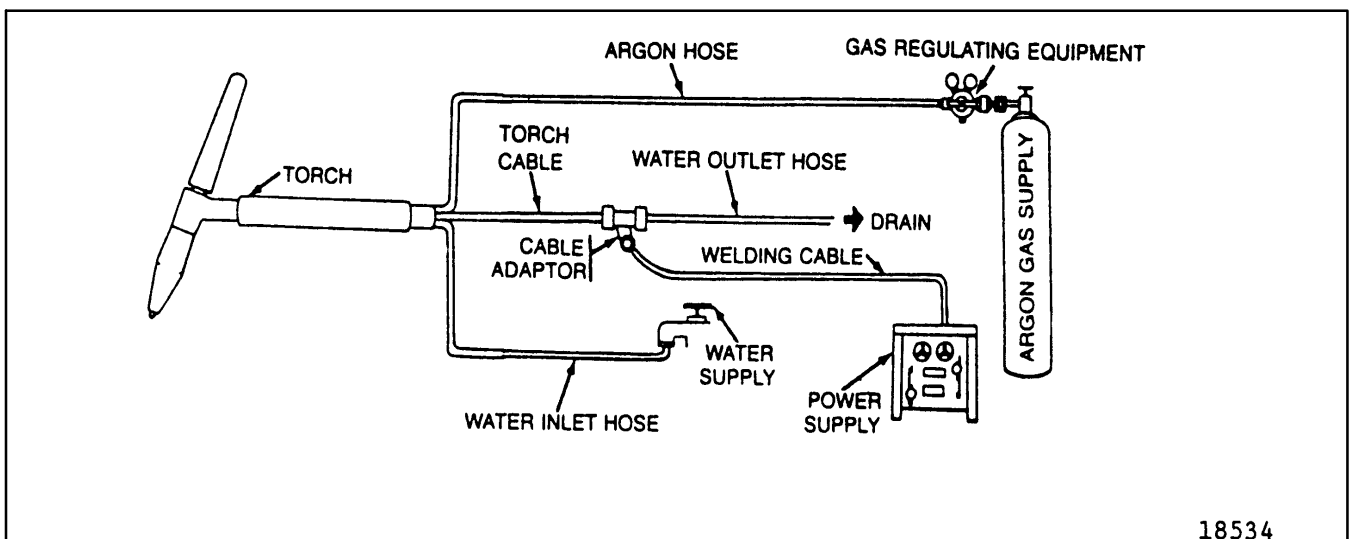 ARGON HOSE
GAS REGULATING EQUIPMENT
TORCH
CABLE
WATER OUTLET HOSE
TORCH
DRAIN
CABLE
ADAPTOR
WELDING CABLE
ARGON GAS SUPPLY
WATER
SUPPLY
POWER
SUPPLY
WATER INLET HOSE
18534